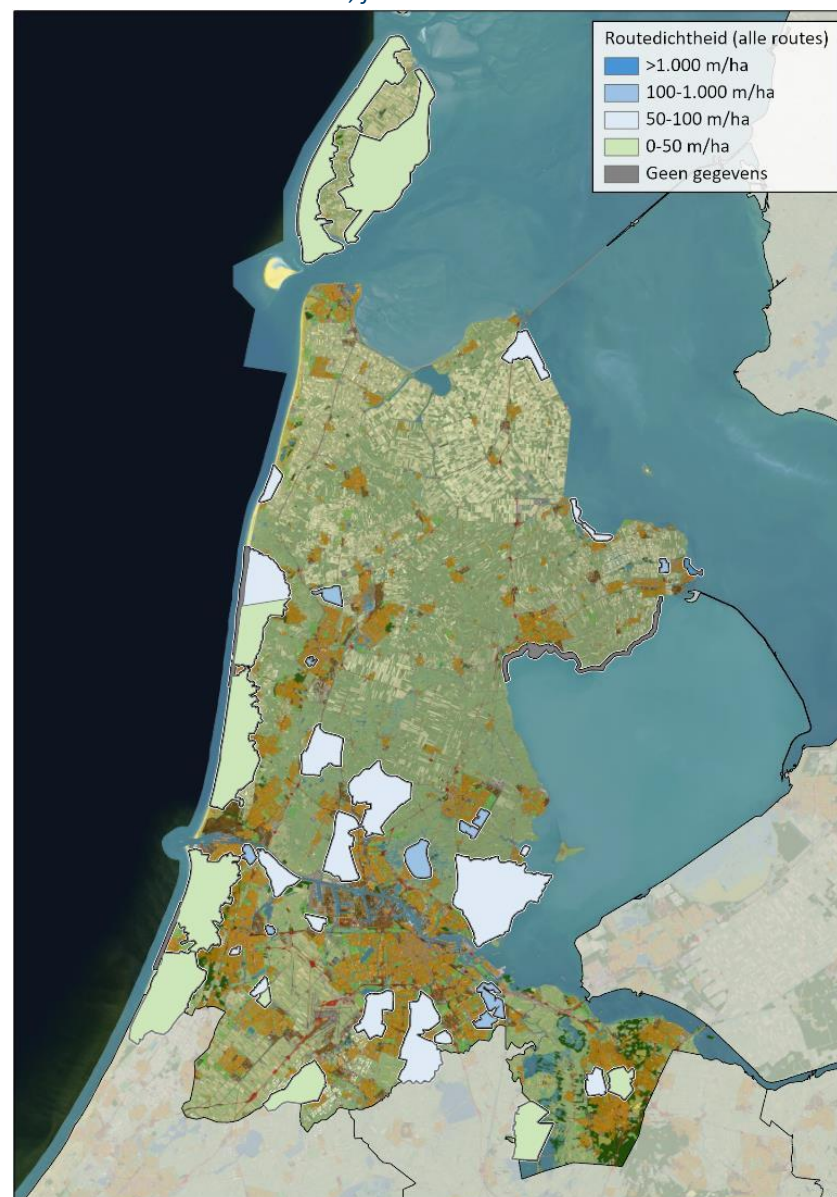 Routedichtheid (alle routes)
>1.000 m/ha
100-1.000 m/ha
50-100 m/ha
0-50 m/ha
Geen gegevens